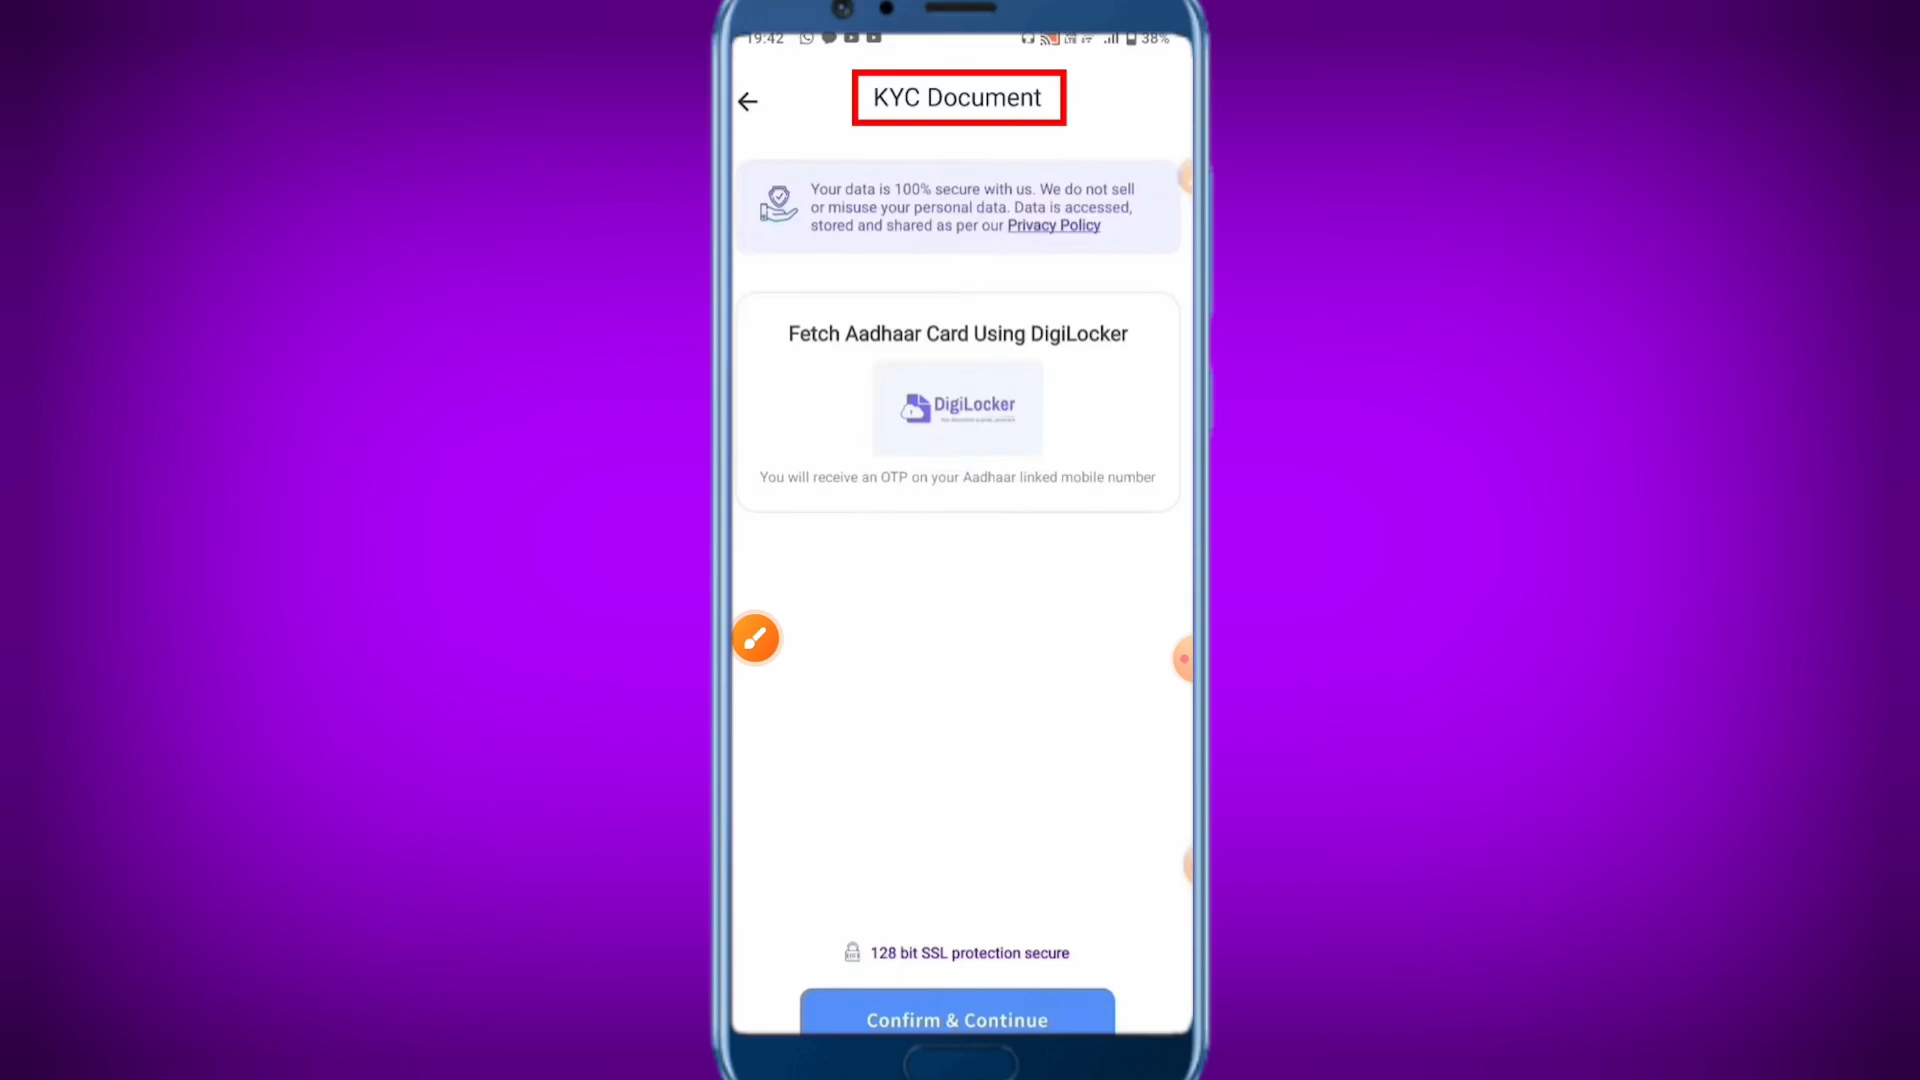 19:42 38%
KYC Document
Your data is 100% secure with us. We do not sell
or misuse your personal data. Data is accessed,
stored and shared as per our Privacy Policy
Fetch Aadhaar Card Using DigiLocker
DigiLocker
You will receive an OTP on your Aadhaar linked mobile number
128 bit SSL protection secure
Confirm & Continue